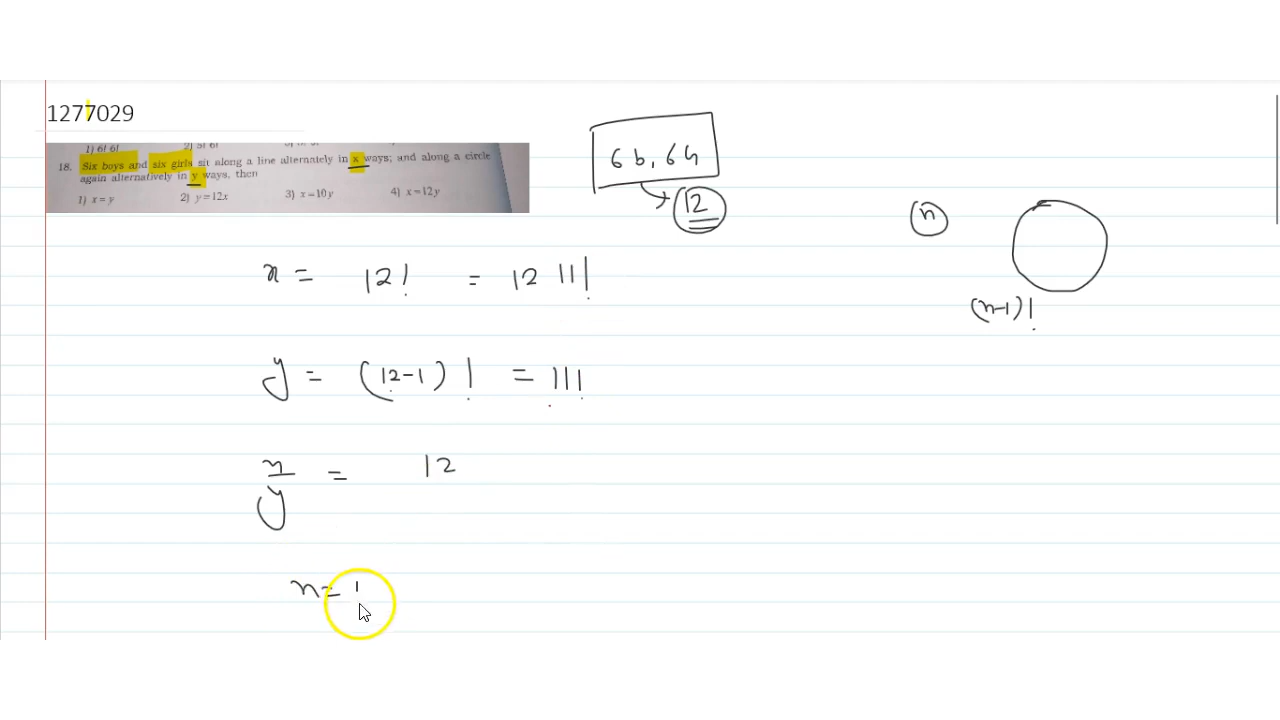 1277029
1) 6! 6! 2) 5! 6!
18. Six boys and six girls sit along a line alternately in x ways; and along a circle
again alternatively in y ways, then
1) x=y 2) y=12x 3) x=10y 4) x=12y
6b, 6G
12
n
x = 12! = 12 11!
(n-1)!
y = (12-1)! = 11!
x/y = 12
x= 1